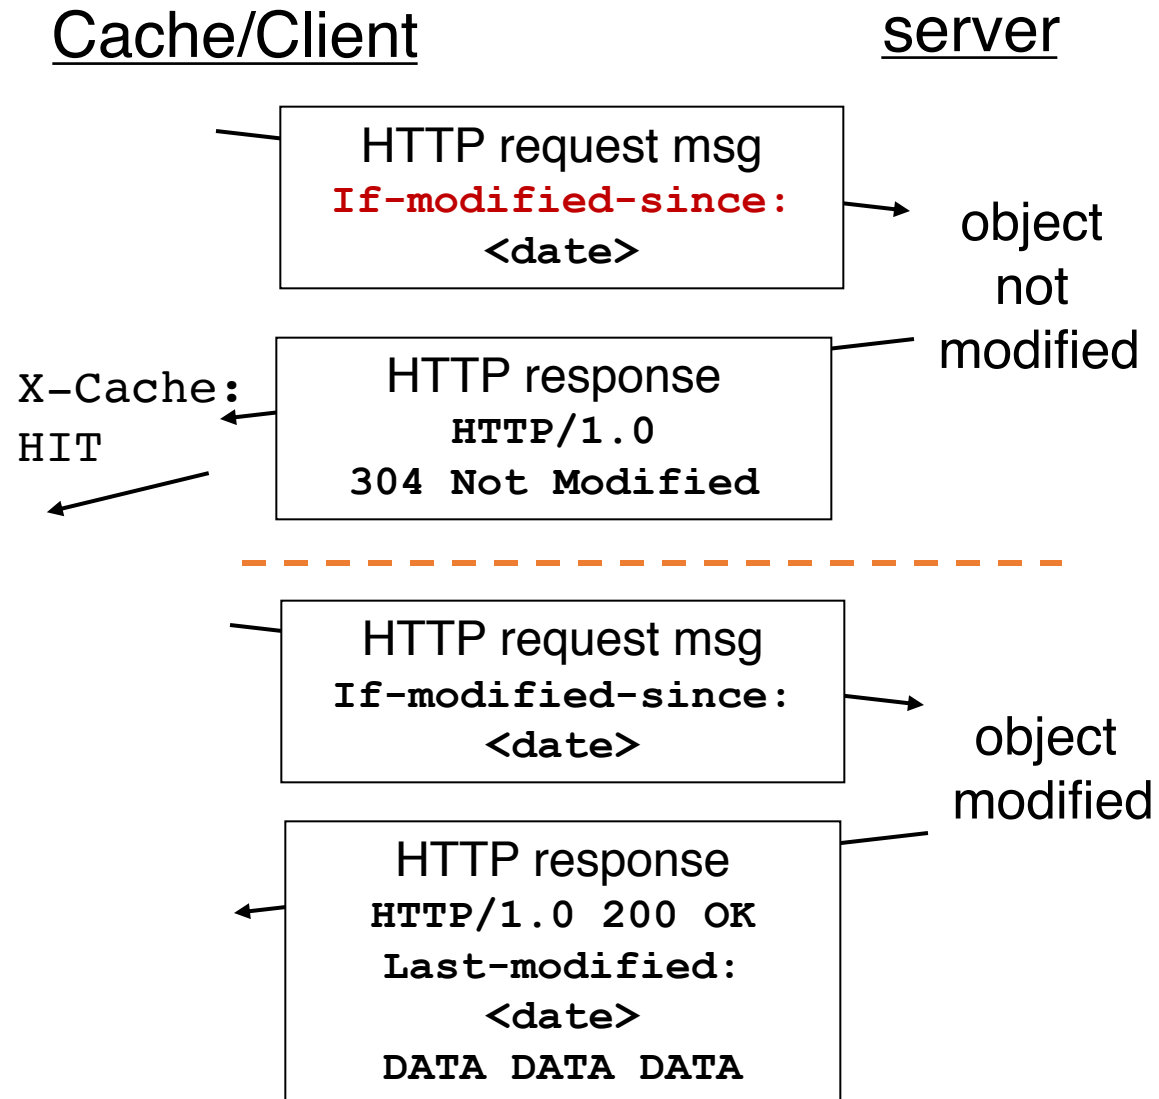 Cache/Client
server
HTTP request msg
If-modified-since:
<date>
object
not
modified
HTTP response
HTTP/1.0
304 Not Modified
X-Cache:
HIT
HTTP request msg
If-modified-since:
<date>
object
modified
HTTP response
HTTP/1.0 200 OK
Last-modified:
<date>
DATA DATA DATA